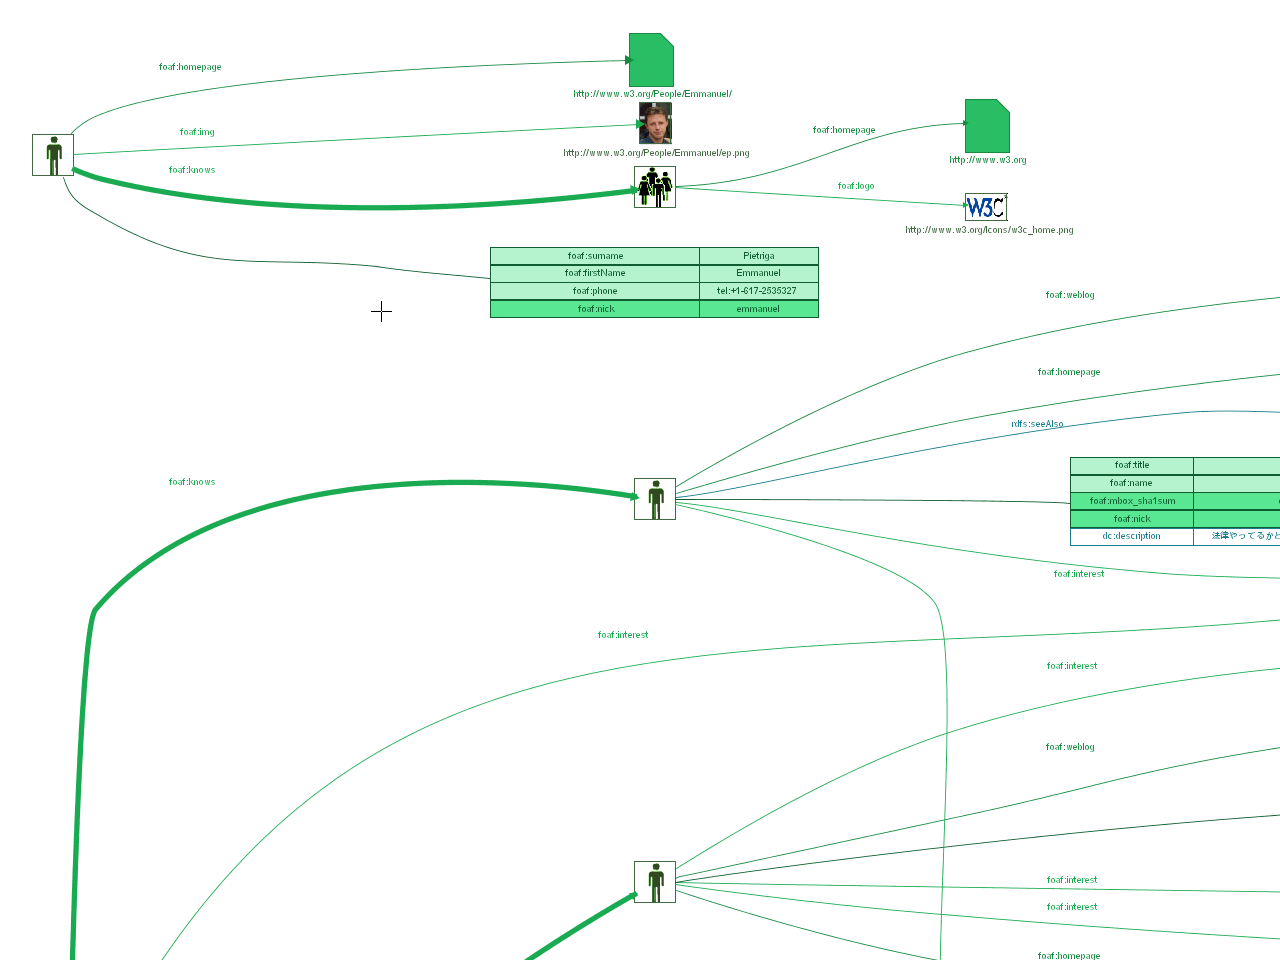 foaf:homepage
http://www.w3.org/People/Emmanuel/
foaf:img
http://www.w3.org/People/Emmanuel/ep.png
foaf:homepage
http://www.w3.org
foaf:knows
foaf:logo
W3C
http://www.w3.org/Icons/w3c_home.png
foaf:surname Pietriga
foaf:firstName Emmanuel
foaf:phone tel:+1-617-2535327
foaf:nick emmanuel
foaf:weblog
foaf:homepage
rdfs:seeAlso
foaf:title
foaf:name
foaf:mbox_sha1sum
foaf:nick
dc:description 法律やってるかと
foaf:knows
foaf:interest
foaf:interest
foaf:interest
foaf:weblog
foaf:interest
foaf:interest
foaf:homepage